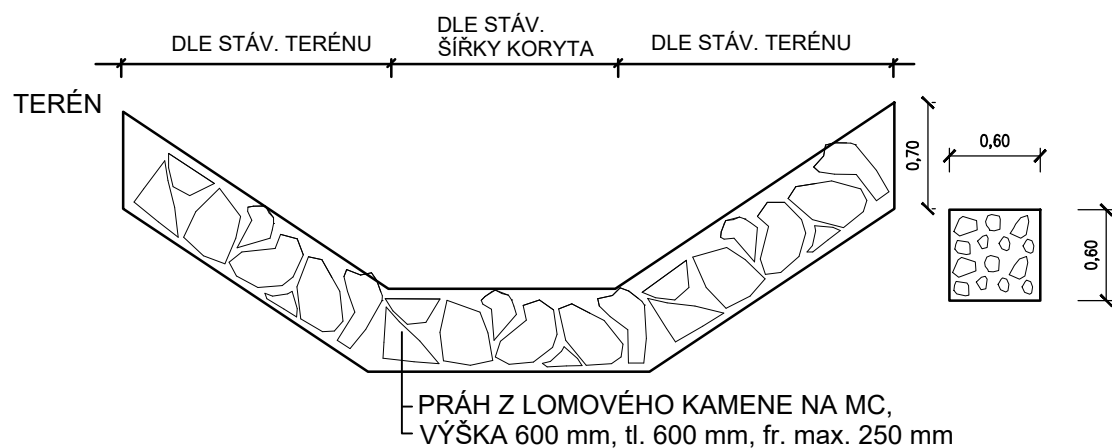 DLE STÁV. TERÉNU
DLE STÁV.
ŠÍŘKY KORYTA
DLE STÁV. TERÉNU
TERÉN
0,70
0,60
0,60
PRÁH Z LOMOVÉHO KAMENE NA MC,
VÝŠKA 600 mm, tl. 600 mm, fr. max. 250 mm